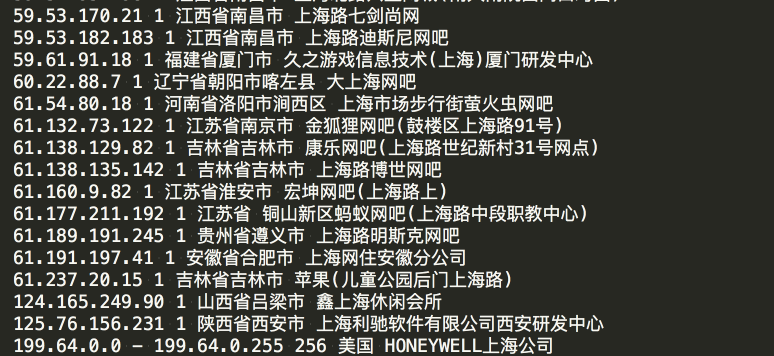 59.53.170.21 1 江西省南昌市 上海路七剑尚网
59.53.182.183 1 江西省南昌市 上海路迪斯尼网吧
59.61.91.18 1 福建省厦门市 久之游戏信息技术(上海)厦门研发中心
60.22.88.7 1 辽宁省朝阳市喀左县 大上海网吧
61.54.80.18 1 河南省洛阳市涧西区 上海市场步行街萤火虫网吧
61.132.73.122 1 江苏省南京市 金狐狸网吧(鼓楼区上海路91号)
61.138.129.82 1 吉林省吉林市 康乐网吧(上海路世纪新村31号网点)
61.138.135.142 1 吉林省吉林市 上海路博世网吧
61.160.9.82 1 江苏省淮安市 宏坤网吧(上海路上)
61.177.211.192 1 江苏省 铜山新区蚂蚁网吧(上海路中段职教中心)
61.189.191.245 1 贵州省遵义市 上海路明斯克网吧
61.191.197.41 1 安徽省合肥市 上海网住安徽分公司
61.237.20.15 1 吉林省吉林市 苹果(儿童公园后门上海路)
124.165.249.90 1 山西省吕梁市 鑫上海休闲会所
125.76.156.231 1 陕西省西安市 上海利驰软件有限公司西安研发中心
199.64.0.0 - 199.64.0.255 256 美国 HONEYWELL上海公司